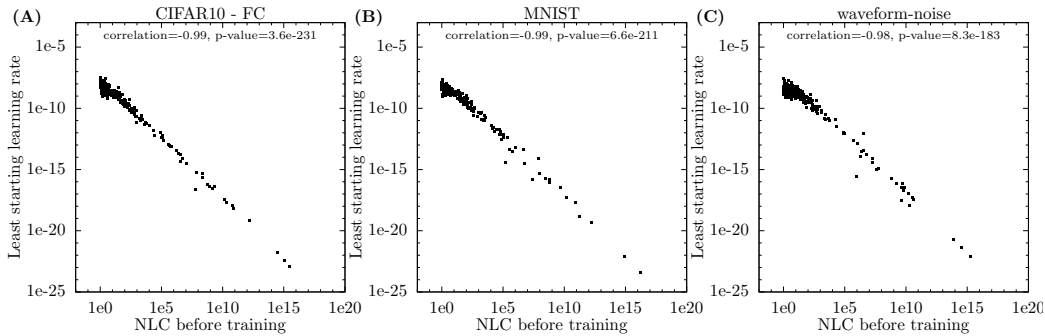 (A) CIFAR10 - FC
correlation=-0.99, p-value=3.6e-231
Least starting learning rate
1e-5
1e-10
1e-15
1e-20
1e-25
1e0 1e5 1e10 1e15 1e20
NLC before training
(B) MNIST
correlation=-0.99, p-value=6.6e-211
Least starting learning rate
1e-5
1e-10
1e-15
1e-20
1e-25
1e0 1e5 1e10 1e15 1e20
NLC before training
(C) waveform-noise
correlation=-0.98, p-value=8.3e-183
Least starting learning rate
1e-5
1e-10
1e-15
1e-20
1e-25
1e0 1e5 1e10 1e15 1e20
NLC before training